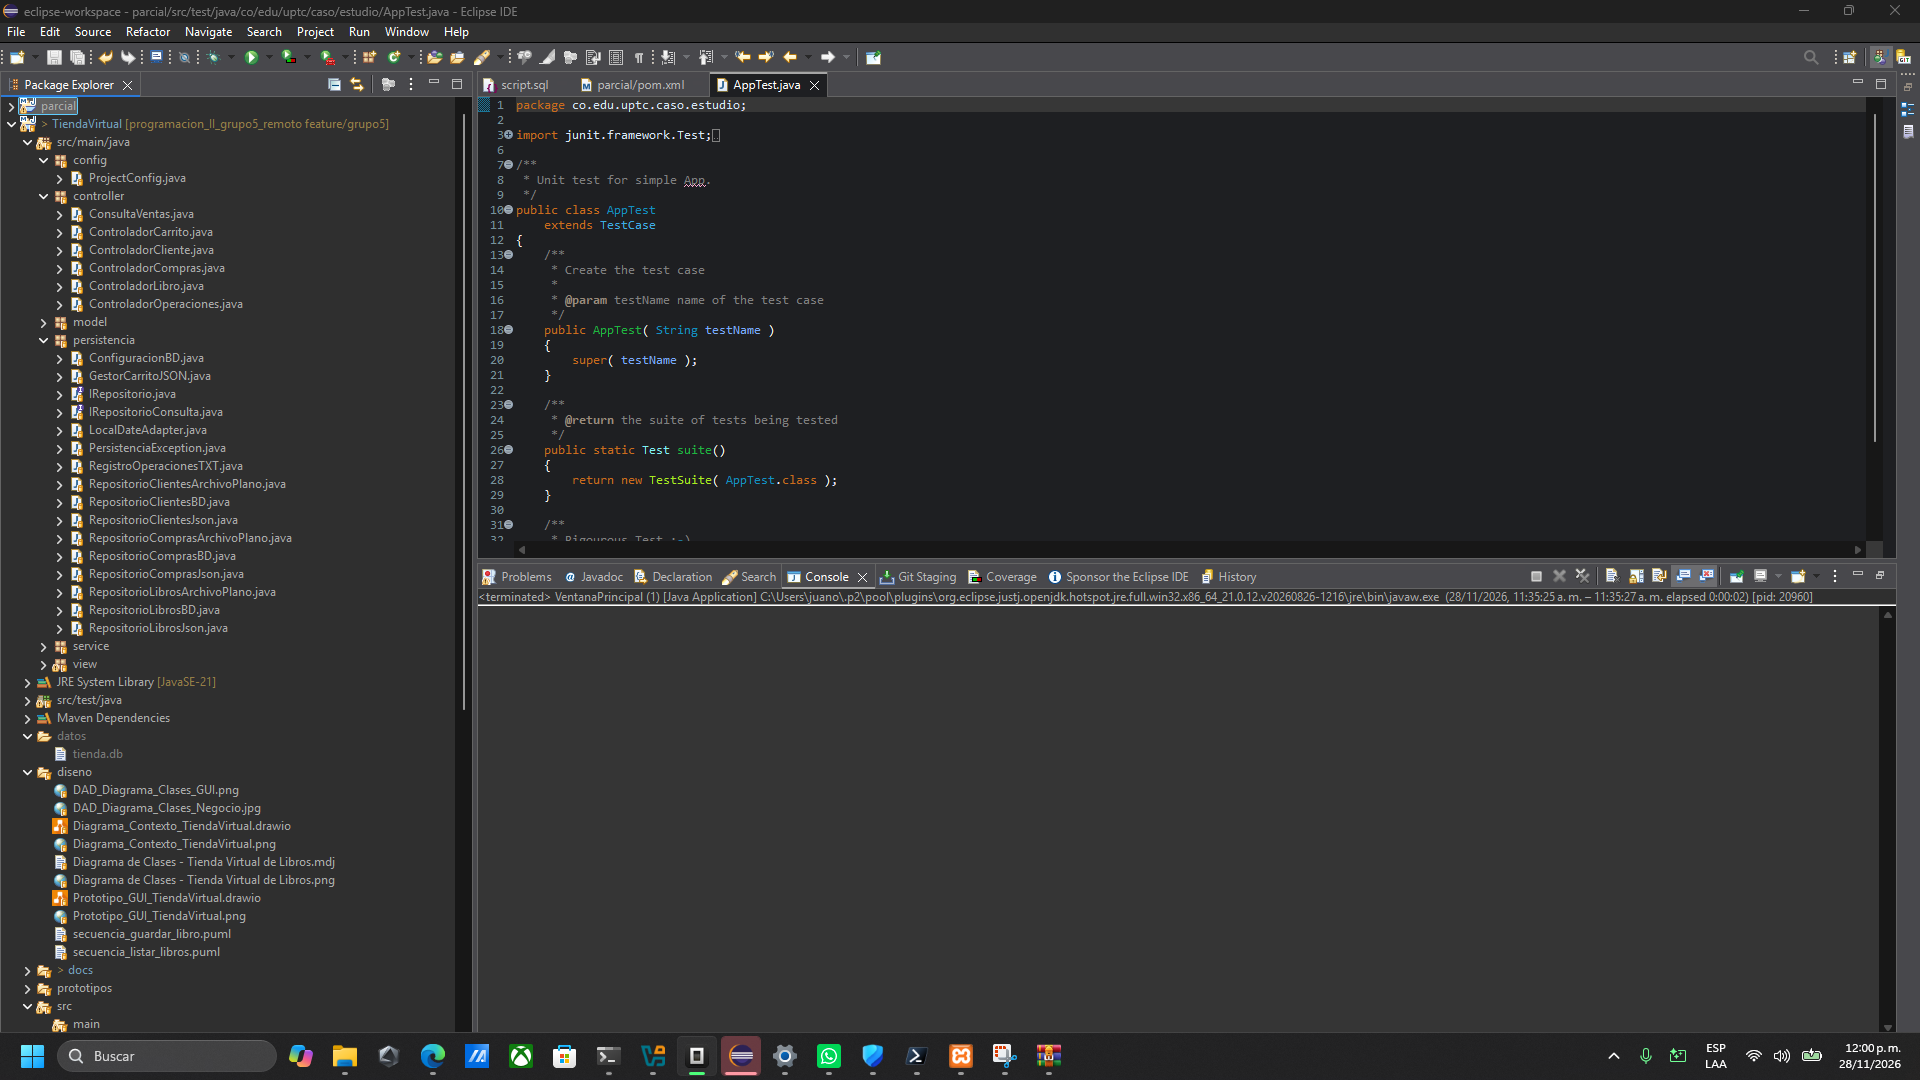 eclipse-workspace - parcial/src/test/java/co/edu/uptc/caso/estudio/AppTest.java - Eclipse IDE
File Edit Source Refactor Navigate Search Project Run Window Help
Package Explorer
parcial
> TiendaVirtual [programacion_II_grupo5_remoto feature/grupo5]
src/main/java
config
ProjectConfig.java
controller
ConsultaVentas.java
ControladorCarrito.java
ControladorCliente.java
ControladorCompras.java
ControladorLibro.java
ControladorOperaciones.java
model
persistencia
ConfiguracionBD.java
GestorCarritoJSON.java
IRepositorio.java
IRepositorioConsulta.java
LocalDateAdapter.java
PersistenciaException.java
RegistroOperacionesTXT.java
RepositorioClientesArchivoPlano.java
RepositorioClientesBD.java
RepositorioClientesJson.java
RepositorioComprasArchivoPlano.java
RepositorioComprasBD.java
RepositorioComprasJson.java
RepositorioLibrosArchivoPlano.java
RepositorioLibrosBD.java
RepositorioLibrosJson.java
service
view
JRE System Library [JavaSE-21]
src/test/java
Maven Dependencies
datos
tienda.db
diseno
DAD_Diagrama_Clases_GUI.png
DAD_Diagrama_Clases_Negocio.jpg
Diagrama_Contexto_TiendaVirtual.drawio
Diagrama_Contexto_TiendaVirtual.png
Diagrama de Clases - Tienda Virtual de Libros.mdj
Diagrama de Clases - Tienda Virtual de Libros.png
Prototipo_GUI_TiendaVirtual.drawio
Prototipo_GUI_TiendaVirtual.png
secuencia_guardar_libro.puml
secuencia_listar_libros.puml
> docs
prototipos
src
main
script.sql parcial/pom.xml AppTest.java
1 package co.edu.uptc.caso.estudio;
2
3 import junit.framework.Test;
6
7 /**
8 * Unit test for simple App.
9 */
10 public class AppTest
11 extends TestCase
12 {
13 /**
14 * Create the test case
15 *
16 * @param testName name of the test case
17 */
18 public AppTest( String testName )
19 {
20 super( testName );
21 }
22
23 /**
24 * @return the suite of tests being tested
25 */
26 public static Test suite()
27 {
28 return new TestSuite( AppTest.class );
29 }
30
31 /**
32 * Rigourous Test :-)
Problems Javadoc Declaration Search Console Git Staging Coverage Sponsor the Eclipse IDE History
<terminated> VentanaPrincipal (1) [Java Application] C:\Users\juano\.p2\pool\plugins\org.eclipse.justj.openjdk.hotspot.jre.full.win32.x86_64_21.0.12.v20260826-1216\jre\bin\javaw.exe (28/11/2026, 11:35:25 a. m. – 11:35:27 a. m. elapsed 0:00:02) [pid: 20960]
Buscar
ESP
LAA
12:00 p. m.
28/11/2026